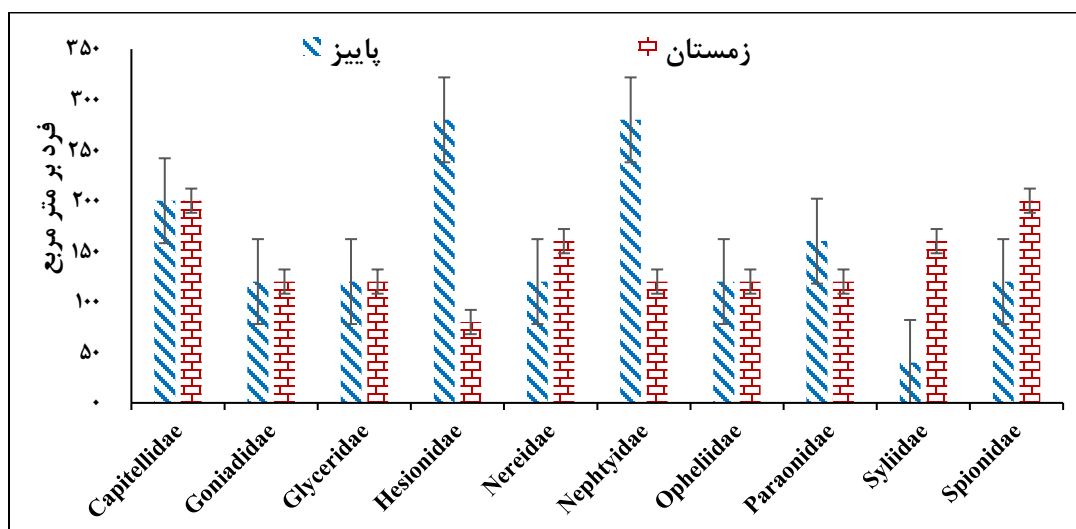 پاییز
زمستان
فرد بر متر مربع
۳۵۰
۳۰۰
۲۵۰
۲۰۰
۱۵۰
۱۰۰
۵۰
۰
Capitellidae
Goniadidae
Glyceridae
Hesionidae
Nereidae
Nephtyidae
Opheliidae
Paraonidae
Syliidae
Spionidae